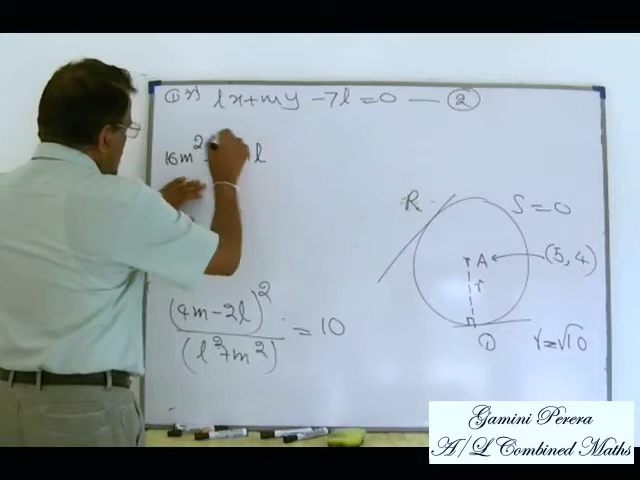 ① x) lx+my -7l =0 — ②
16m² l
R
S=0
A (5, 4)
r
(4m-2l)² = 10
(l²+m²)
D r=√10
Gamini Perera
A/L Combined Maths